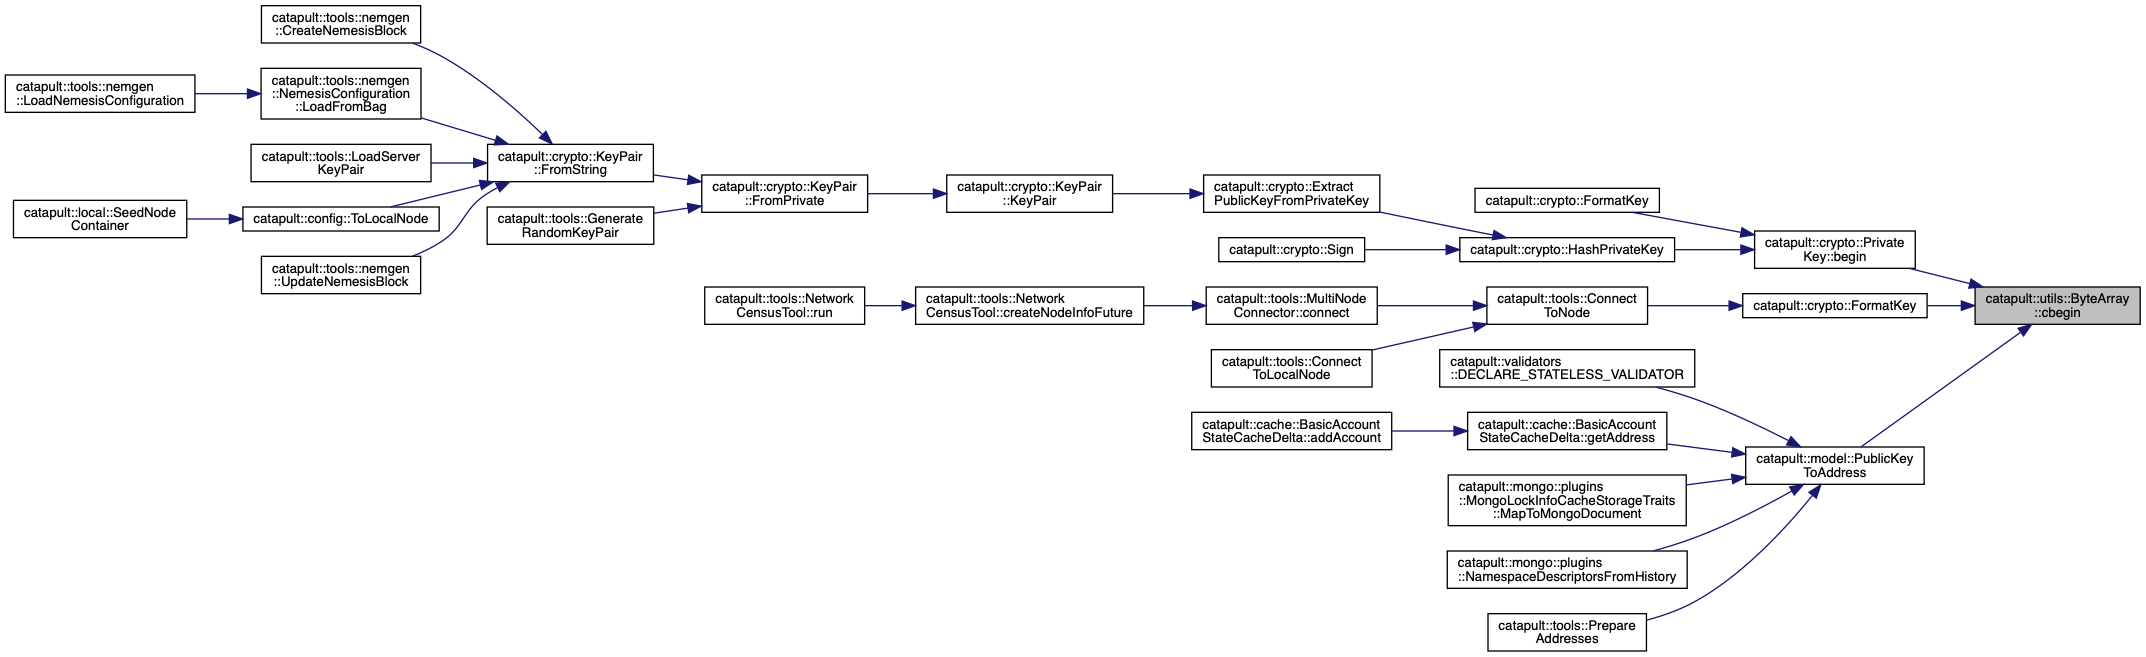 catapult::tools::nemgen
::CreateNemesisBlock
catapult::tools::nemgen
::LoadNemesisConfiguration
catapult::tools::nemgen
::NemesisConfiguration
::LoadFromBag
catapult::tools::LoadServer
KeyPair
catapult::local::SeedNode
Container
catapult::config::ToLocalNode
catapult::tools::nemgen
::UpdateNemesisBlock
catapult::crypto::KeyPair
::FromString
catapult::tools::Generate
RandomKeyPair
catapult::crypto::KeyPair
::FromPrivate
catapult::crypto::KeyPair
::KeyPair
catapult::crypto::Extract
PublicKeyFromPrivateKey
catapult::crypto::Sign
catapult::crypto::FormatKey
catapult::crypto::HashPrivateKey
catapult::crypto::Private
Key::begin
catapult::tools::Network
CensusTool::run
catapult::tools::Network
CensusTool::createNodeInfoFuture
catapult::tools::MultiNode
Connector::connect
catapult::tools::Connect
ToNode
catapult::crypto::FormatKey
catapult::utils::ByteArray
::cbegin
catapult::tools::Connect
ToLocalNode
catapult::validators
::DECLARE_STATELESS_VALIDATOR
catapult::cache::BasicAccount
StateCacheDelta::addAccount
catapult::cache::BasicAccount
StateCacheDelta::getAddress
catapult::model::PublicKey
ToAddress
catapult::mongo::plugins
::MongoLockInfoCacheStorageTraits
::MapToMongoDocument
catapult::mongo::plugins
::NamespaceDescriptorsFromHistory
catapult::tools::Prepare
Addresses